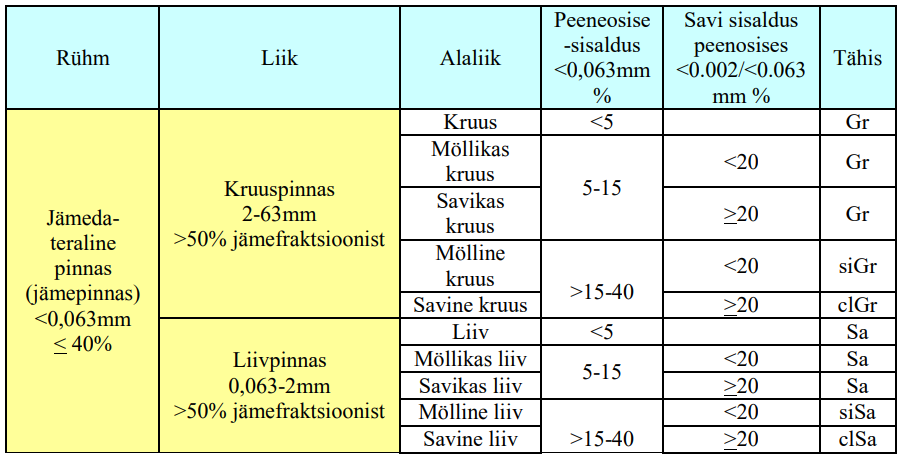 Rühm
Liik
Alaliik
Peeneosise
-sisaldus
<0,063mm
%
Savi sisaldus
peenosises
<0.002/<0.063
mm %
Tähis
Jämeda-
teraline
pinnas
(jämepinnas)
<0,063mm
≤ 40%
Kruuspinnas
2-63mm
>50% jämefraktsioonist
Kruus
<5
Gr
Möllikas
kruus
5-15
<20
Gr
Savikas
kruus
≥20
Gr
Mölline
kruus
>15-40
<20
siGr
Savine kruus
≥20
clGr
Liivpinnas
0,063-2mm
>50% jämefraktsioonist
Liiv
<5
Sa
Möllikas liiv
5-15
<20
Sa
Savikas liiv
≥20
Sa
Mölline liiv
<20
siSa
Savine liiv
>15-40
≥20
clSa